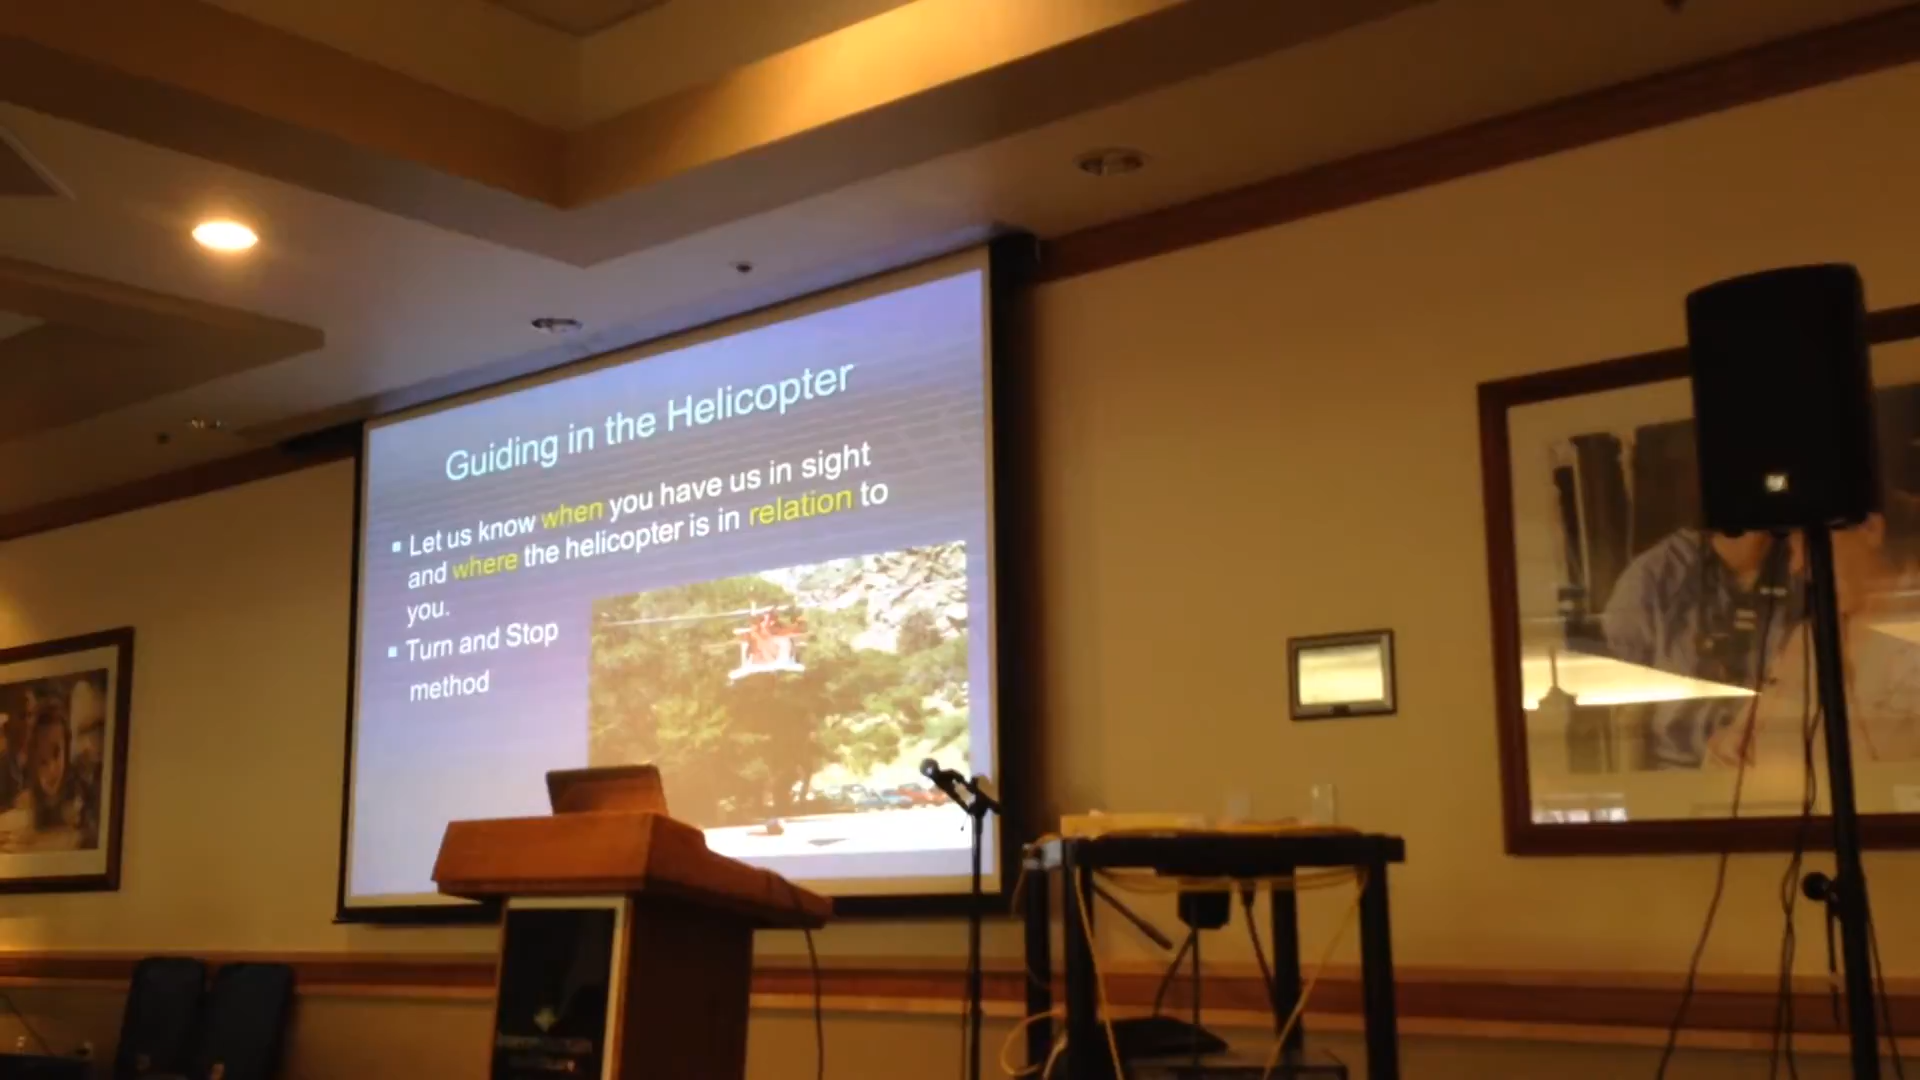 Guiding in the Helicopter
▪ Let us know when you have us in sight
and where the helicopter is in relation to
you.
▪ Turn and Stop
method